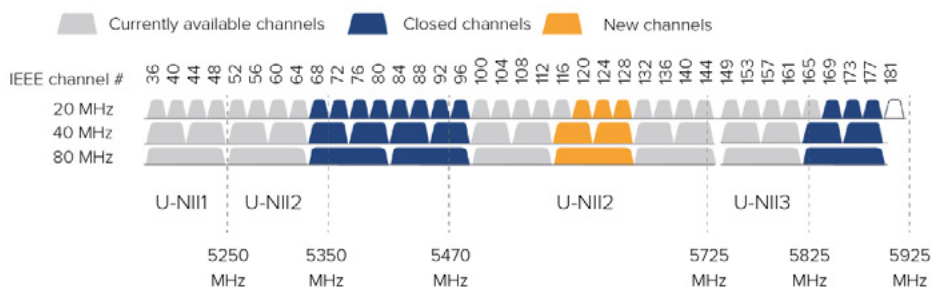 Currently available channels Closed channels New channels
IEEE channel # 36 40 44 48 52 56 60 64 68 72 76 80 84 88 92 96 100 104 108 112 116 120 124 128 132 136 140 144 149 153 157 161 165 169 173 177 181
20 MHz
40 MHz
80 MHz
U-NII1 U-NII2 U-NII2 U-NII3
5250 5350 5470 5725 5825 5925
MHz MHz MHz MHz MHz MHz